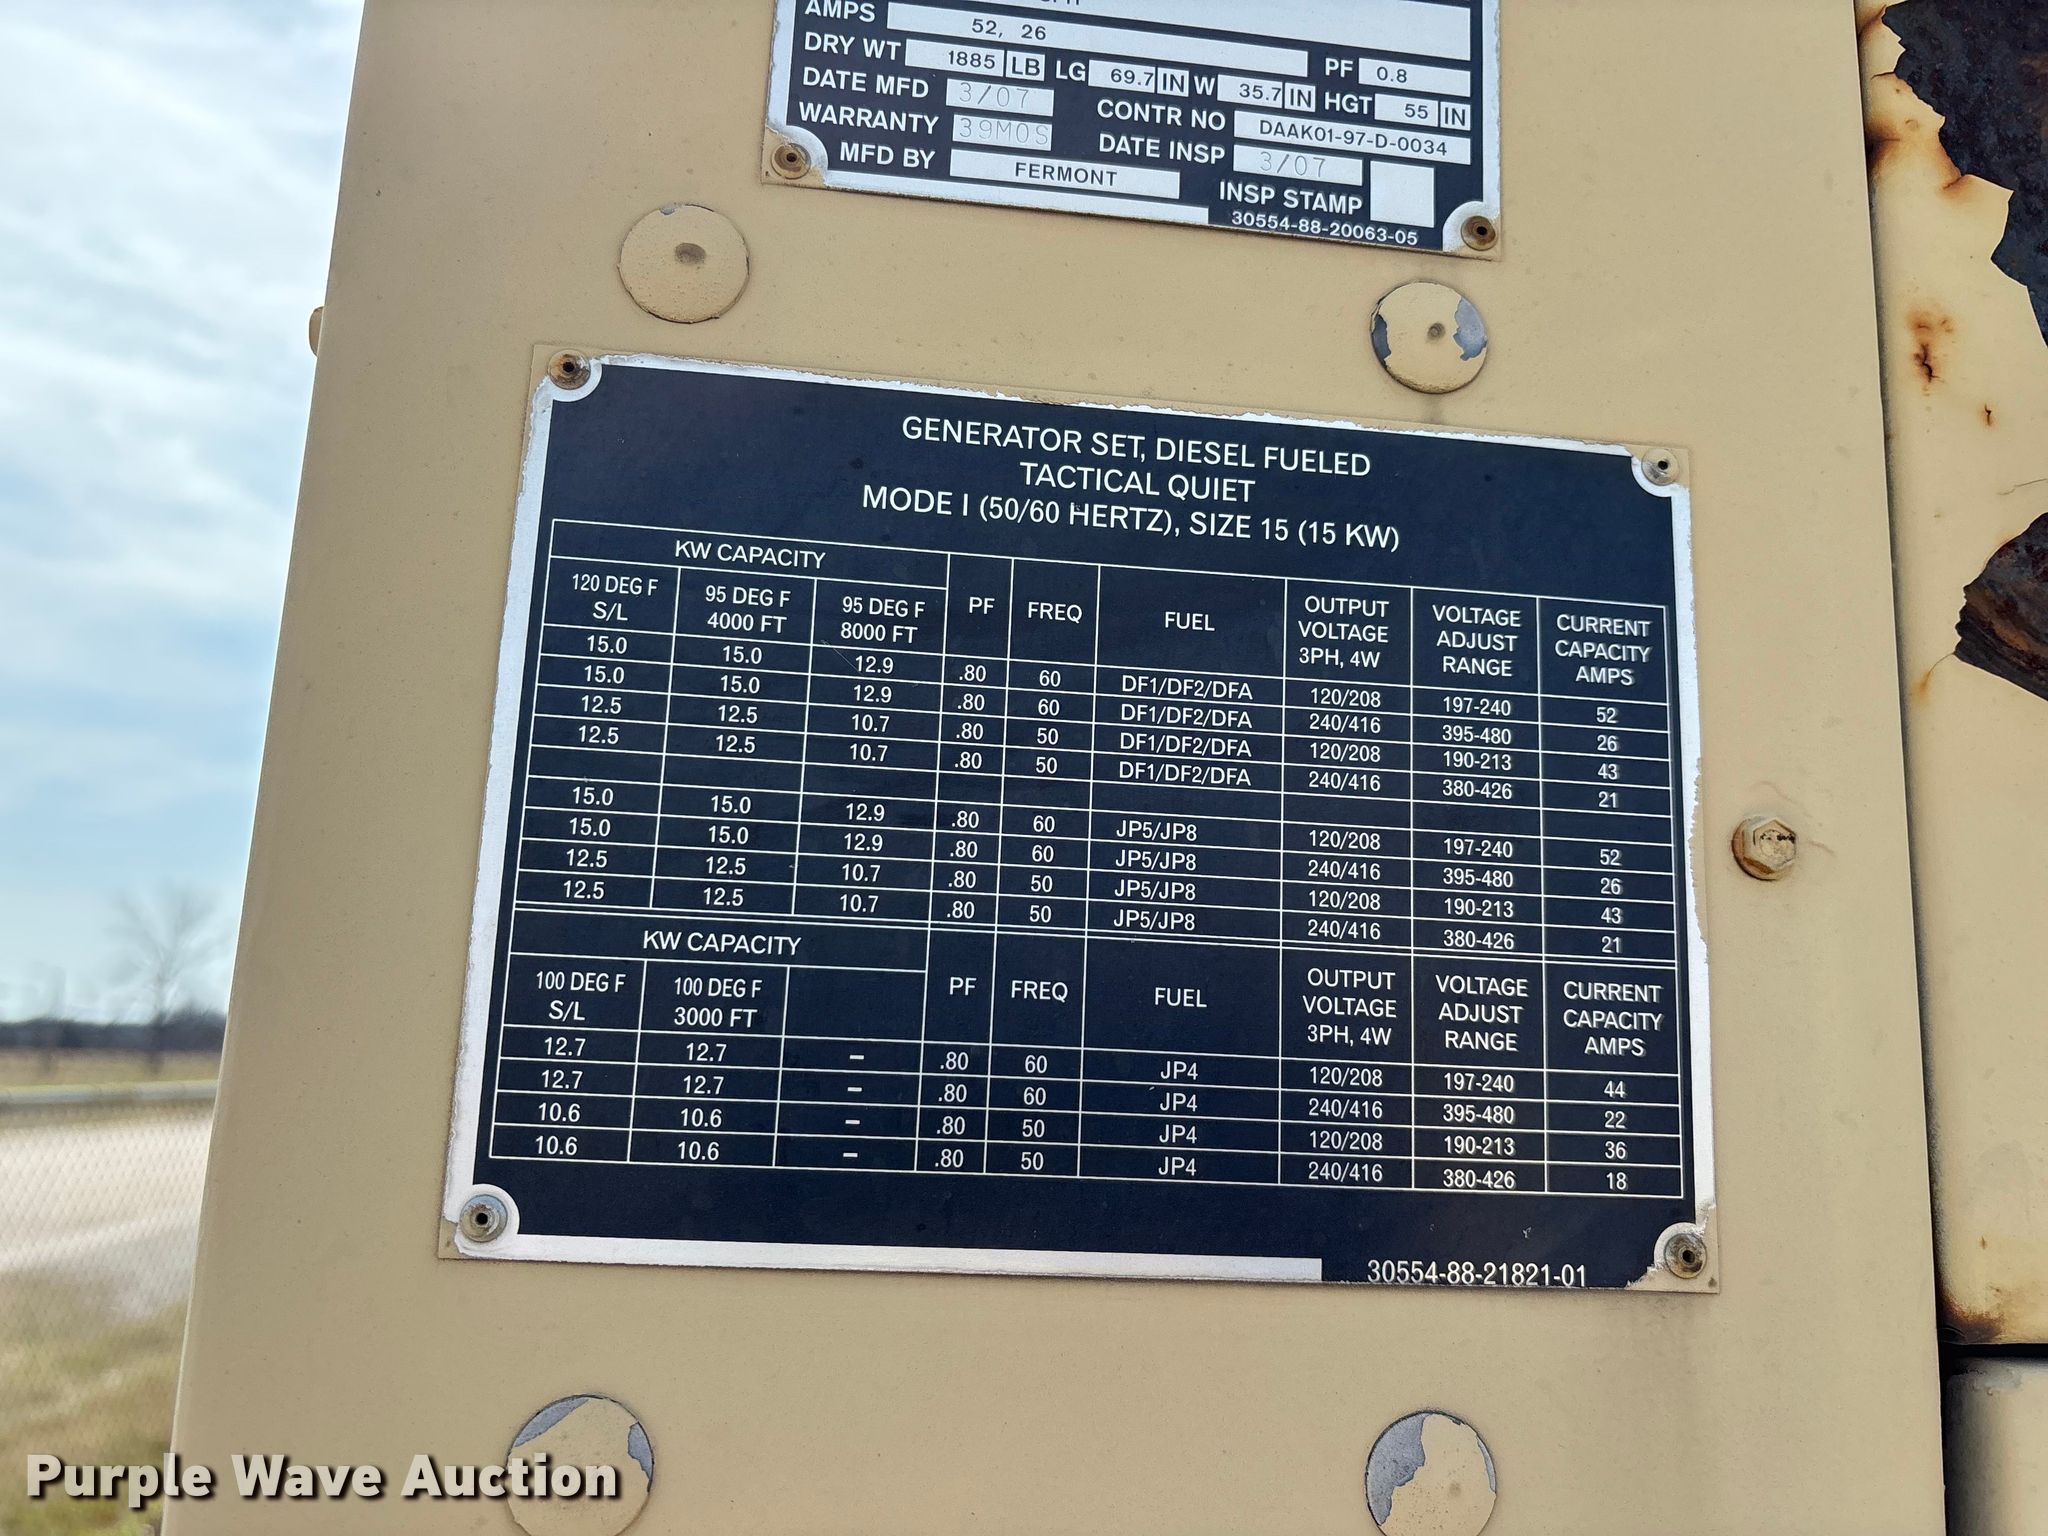 AMPS 52, 26
DRY WT 1885 LB LG 69.7 IN W 35.7 IN PF 0.8
HGT 55 IN
DATE MFD 3/07 CONTR NO DAAK01-97-D-0034
WARRANTY 39MOS DATE INSP 3/07
MFD BY FERMONT INSP STAMP
30554-88-20063-05
GENERATOR SET, DIESEL FUELED
TACTICAL QUIET
MODE I (50/60 HERTZ), SIZE 15 (15 KW)
KW CAPACITY
120 DEG F S/L 95 DEG F 4000 FT 95 DEG F 8000 FT PF FREQ FUEL OUTPUT VOLTAGE 3PH, 4W VOLTAGE ADJUST RANGE CURRENT CAPACITY AMPS
15.0 15.0 12.9 .80 60 DF1/DF2/DFA 120/208 197-240 52
15.0 15.0 12.9 .80 60 DF1/DF2/DFA 240/416 395-480 26
12.5 12.5 10.7 .80 50 DF1/DF2/DFA 120/208 190-213 43
12.5 12.5 10.7 .80 50 DF1/DF2/DFA 240/416 380-426 21
15.0 15.0 12.9 .80 60 JP5/JP8 120/208 197-240 52
15.0 15.0 12.9 .80 60 JP5/JP8 240/416 395-480 26
12.5 12.5 10.7 .80 50 JP5/JP8 120/208 190-213 43
12.5 12.5 10.7 .80 50 JP5/JP8 240/416 380-426 21
KW CAPACITY
100 DEG F S/L 100 DEG F 3000 FT PF FREQ FUEL OUTPUT VOLTAGE 3PH, 4W VOLTAGE ADJUST RANGE CURRENT CAPACITY AMPS
12.7 12.7 – .80 60 JP4 120/208 197-240 44
12.7 12.7 – .80 60 JP4 240/416 395-480 22
10.6 10.6 – .80 50 JP4 120/208 190-213 36
10.6 10.6 – .80 50 JP4 240/416 380-426 18
30554-88-21821-01
Purple Wave Auction